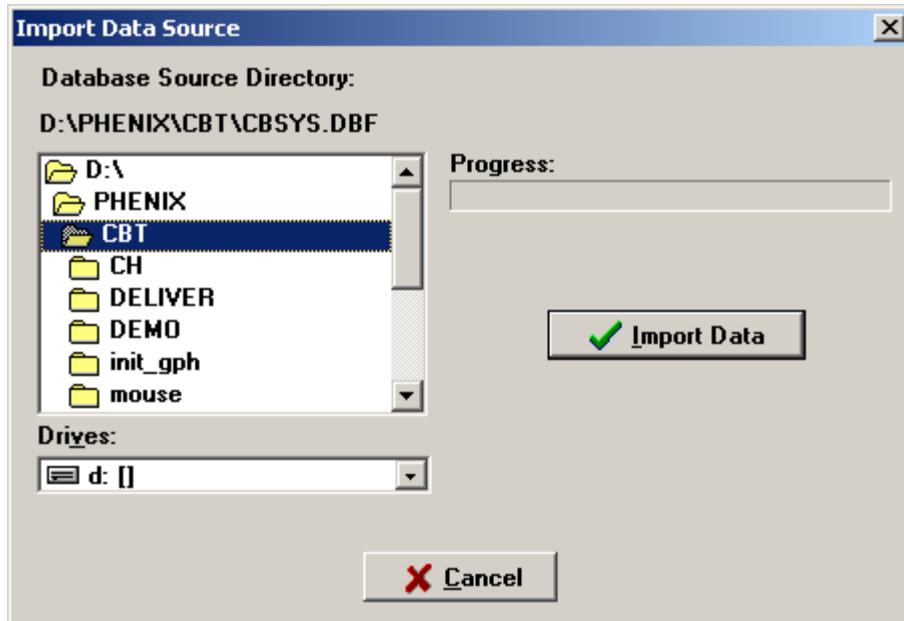 Import Data Source
Database Source Directory:
D:\PHENIX\CBT\CBSYS.DBF
D:\
PHENIX
CBT
CH
DELIVER
DEMO
init_gph
mouse
Progress:
Import Data
Drives:
d: []
Cancel